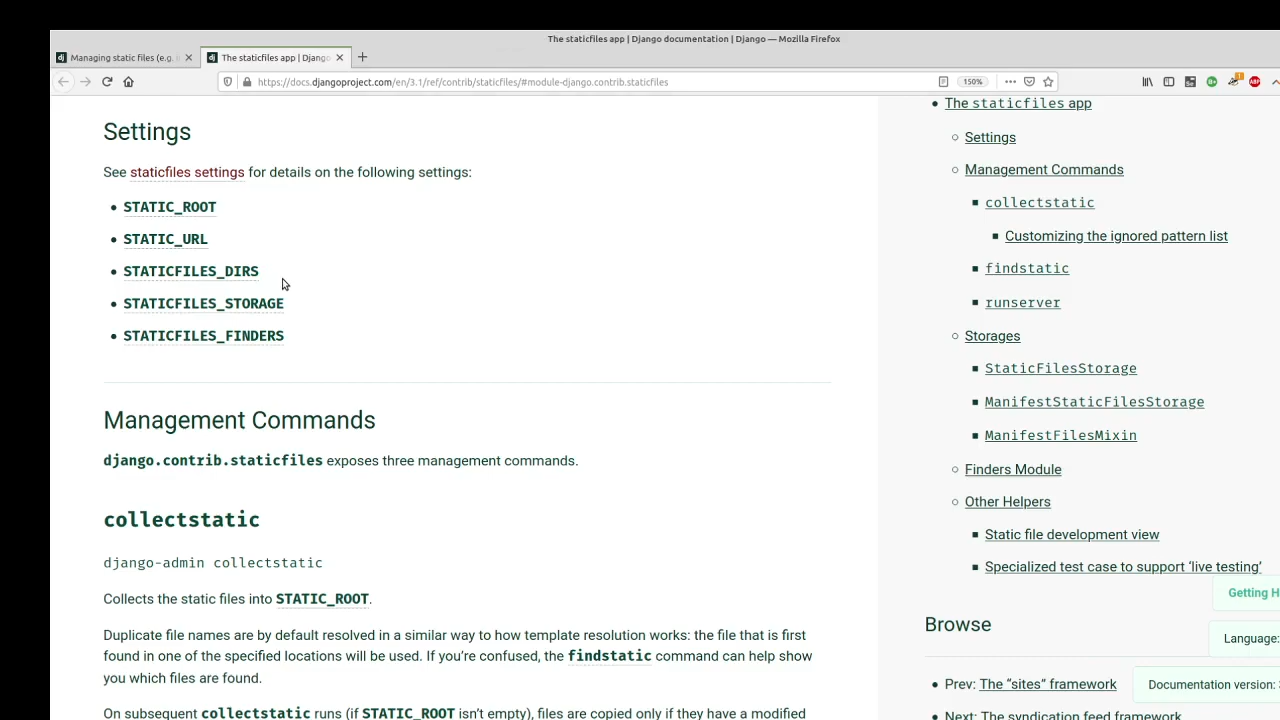 The staticfiles app | Django documentation | Django — Mozilla Firefox
Managing static files (e.g. i
The staticfiles app | Django
https://docs.djangoproject.com/en/3.1/ref/contrib/staticfiles/#module-django.contrib.staticfiles
150%
1
ABP
Settings
See staticfiles settings for details on the following settings:
• STATIC_ROOT
• STATIC_URL
• STATICFILES_DIRS
• STATICFILES_STORAGE
• STATICFILES_FINDERS
Management Commands
django.contrib.staticfiles exposes three management commands.
collectstatic
django-admin collectstatic
Collects the static files into STATIC_ROOT.
Duplicate file names are by default resolved in a similar way to how template resolution works: the file that is first
found in one of the specified locations will be used. If you’re confused, the findstatic command can help show
you which files are found.
On subsequent collectstatic runs (if STATIC_ROOT isn’t empty), files are copied only if they have a modified
• The staticfiles app
Settings
Management Commands
collectstatic
Customizing the ignored pattern list
findstatic
runserver
Storages
StaticFilesStorage
ManifestStaticFilesStorage
ManifestFilesMixin
Finders Module
Other Helpers
Static file development view
Specialized test case to support ‘live testing’
Getting H
Browse
Language:
• Prev: The “sites” framework
Documentation version:
• Next: The syndication feed framework